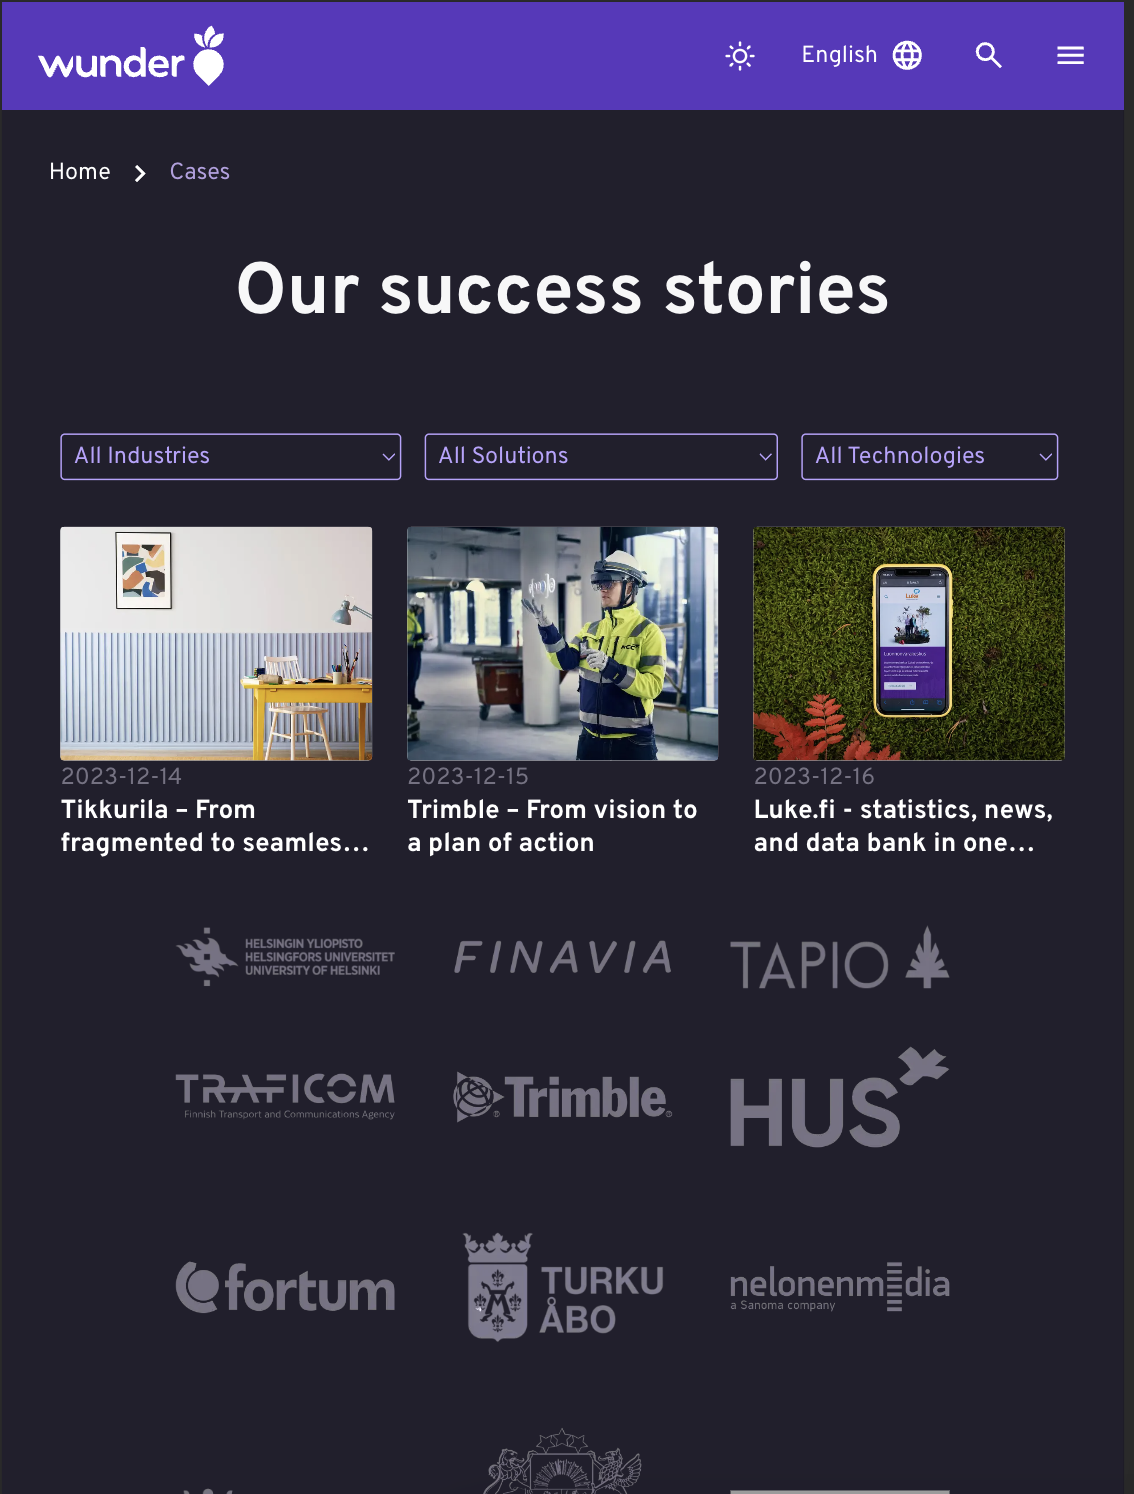 wunder
English
Home
Cases
Our success stories
All Industries
All Solutions
All Technologies
NCC
Luke
2023-12-14
2023-12-15
2023-12-16
Tikkurila – From
fragmented to seamles...
Trimble – From vision to
a plan of action
Luke.fi - statistics, news,
and data bank in one...
HELSINGIN YLIOPISTO
HELSINGFORS UNIVERSITET
UNIVERSITY OF HELSINKI
FINAVIA
TAPIO
TRAFICOM
Finnish Transport and Communications Agency
Trimble
HUS
fortum
TURKU
ÅBO
nelonenmedia
a Sanoma company